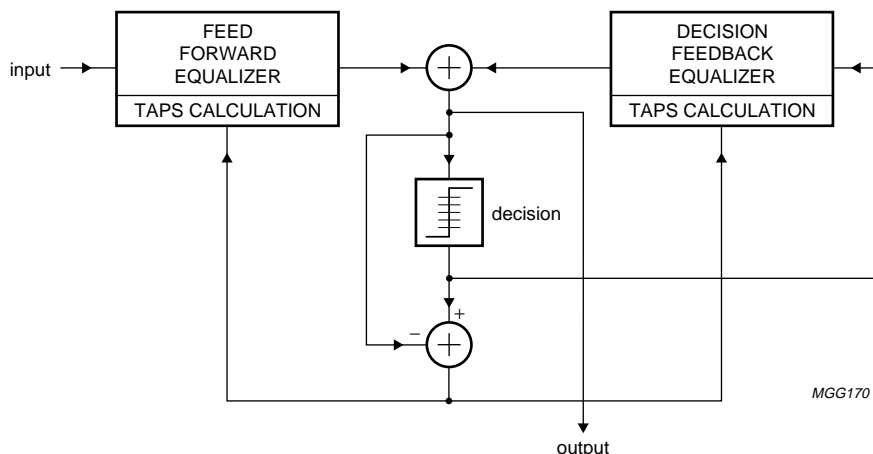 input
FEED
FORWARD
EQUALIZER
TAPS CALCULATION
DECISION
FEEDBACK
EQUALIZER
TAPS CALCULATION
decision
+
−
MGG170
output